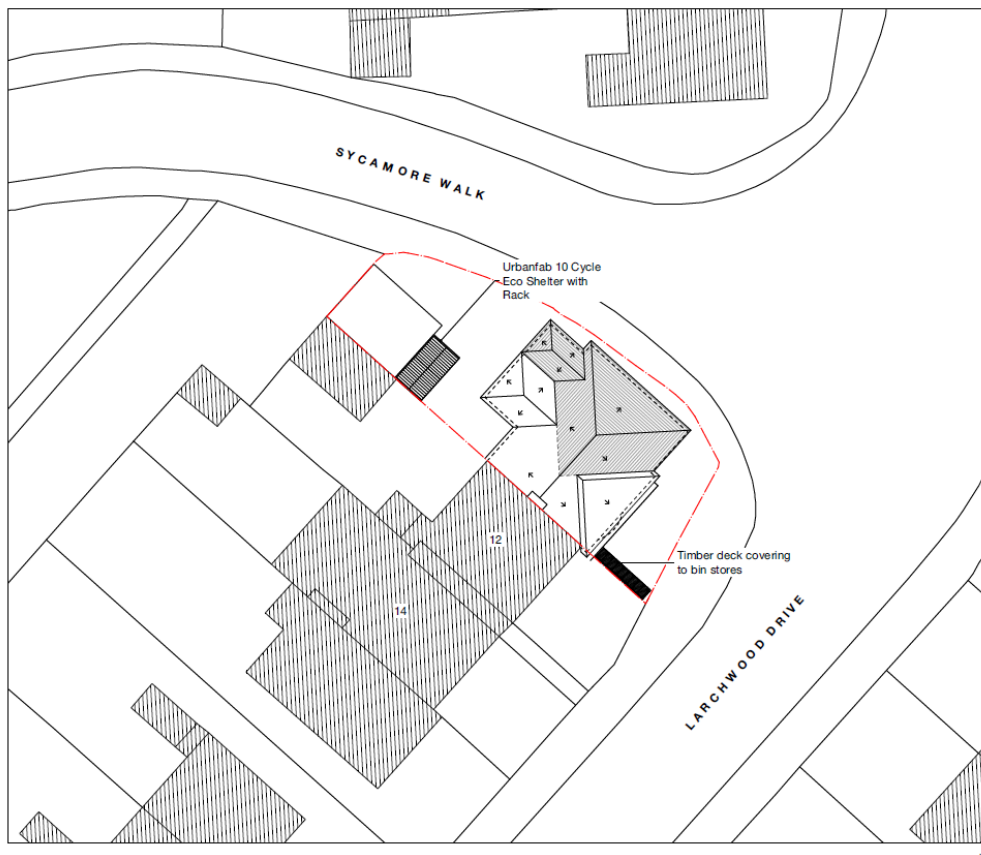 SYCAMORE WALK
Urbanfab 10 Cycle
Eco Shelter with
Rack
12
Timber deck covering
to bin stores
14
LARCHWOOD DRIVE